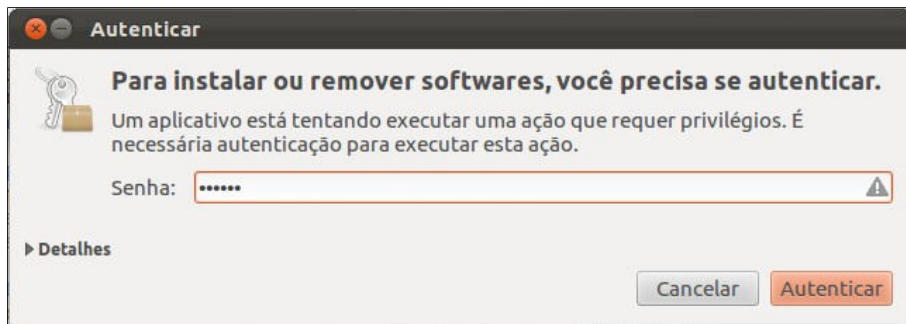 Autenticar
Para instalar ou remover softwares, você precisa se autenticar.
Um aplicativo está tentando executar uma ação que requer privilégios. É
necessária autenticação para executar esta ação.
Senha: ••••••
Detalhes
Cancelar Autenticar